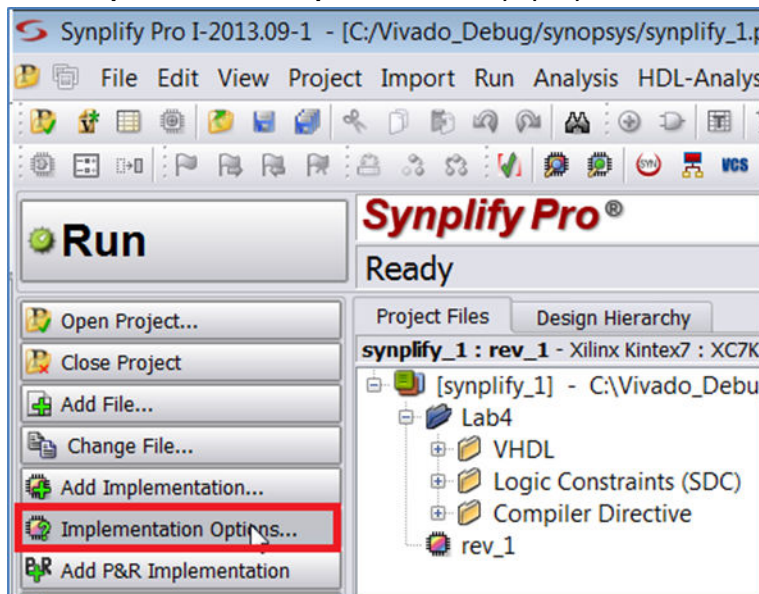 Synplify Pro I-2013.09-1 - [C:/Vivado_Debug/synopsys/synplify_1.p
File Edit View Project Import Run Analysis HDL-Analys
SYN VCS
Run
Synplify Pro®
Ready
Open Project...
Close Project
Add File...
Change File...
Add Implementation...
Implementation Options...
Add P&R Implementation
Project Files Design Hierarchy
synplify_1 : rev_1 - Xilinx Kintex7 : XC7K
[synplify_1] - C:\Vivado_Debu
Lab4
VHDL
Logic Constraints (SDC)
Compiler Directive
rev_1